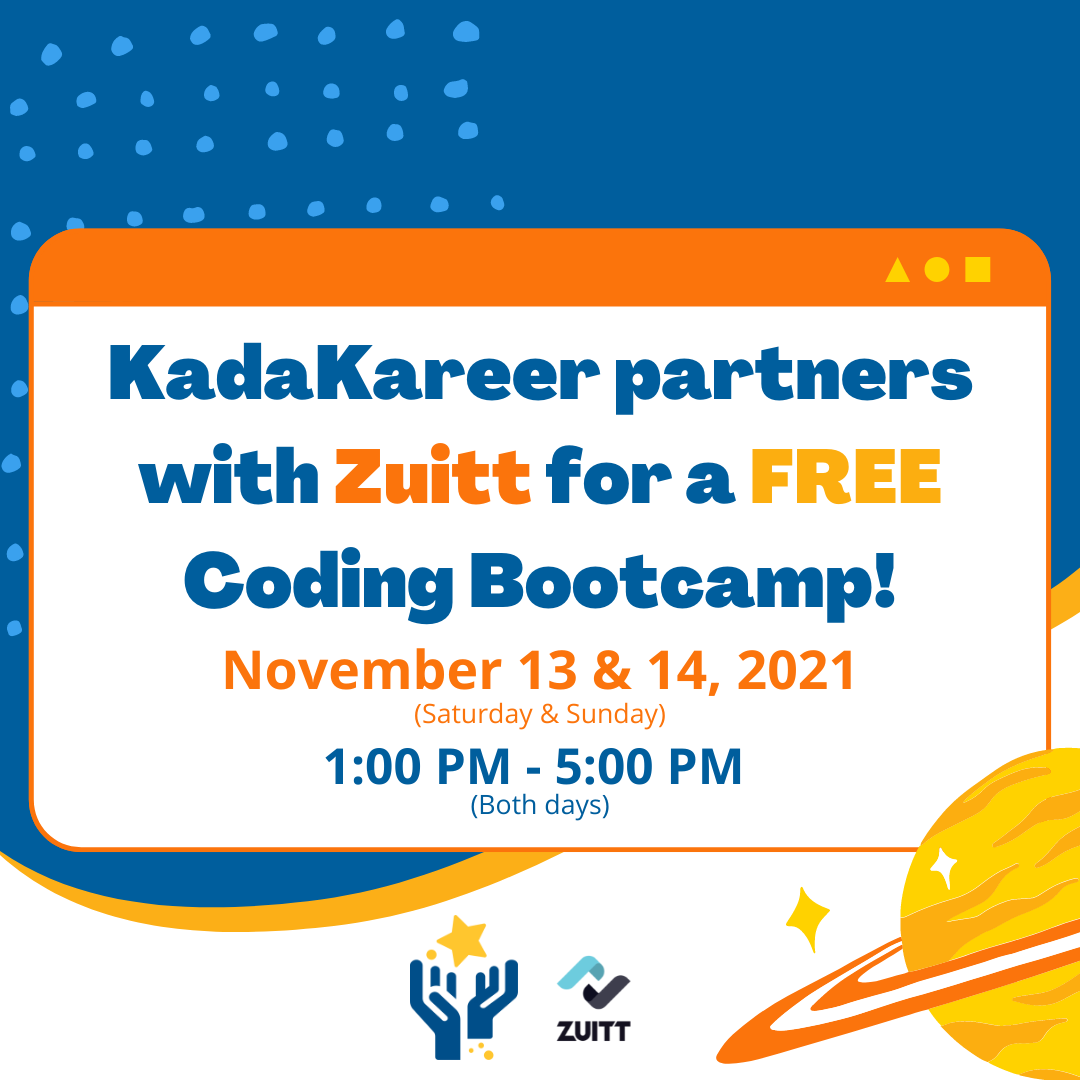 KadaKareer partners
with Zuitt for a FREE
Coding Bootcamp!
November 13 & 14, 2021
(Saturday & Sunday)
1:00 PM - 5:00 PM
(Both days)
ZUITT